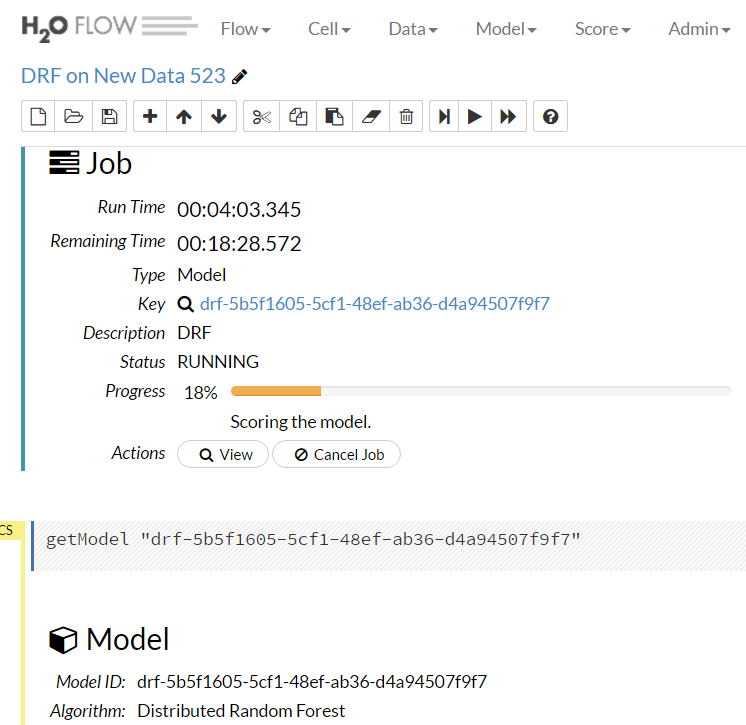 H2O FLOW Flow Cell Data Model Score Admin
DRF on New Data 523
Job
Run Time 00:04:03.345
Remaining Time 00:18:28.572
Type Model
Key drf-5b5f1605-5cf1-48ef-ab36-d4a94507f9f7
Description DRF
Status RUNNING
Progress 18%
Scoring the model.
Actions View Cancel Job
CS
getModel "drf-5b5f1605-5cf1-48ef-ab36-d4a94507f9f7"
Model
Model ID: drf-5b5f1605-5cf1-48ef-ab36-d4a94507f9f7
Algorithm: Distributed Random Forest